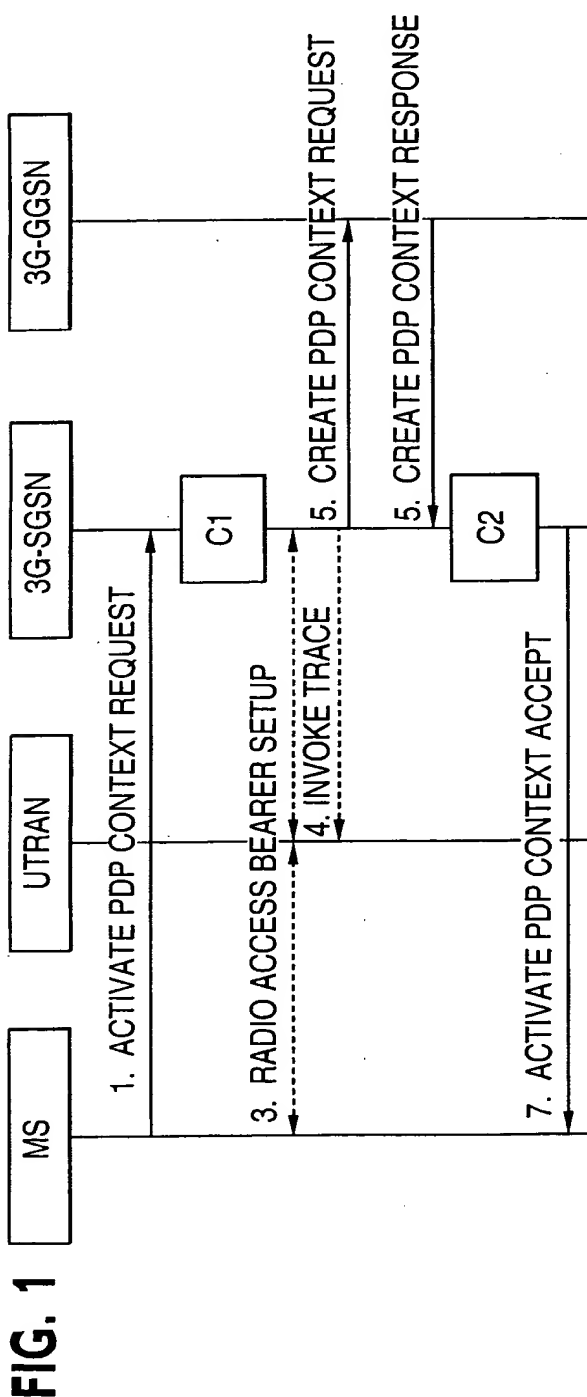 FIG. 1
MS
UTRAN
3G-SGSN
3G-GGSN
1. ACTIVATE PDP CONTEXT REQUEST
C1
3. RADIO ACCESS BEARER SETUP
4. INVOKE TRACE
5. CREATE PDP CONTEXT REQUEST
5. CREATE PDP CONTEXT RESPONSE
C2
7. ACTIVATE PDP CONTEXT ACCEPT